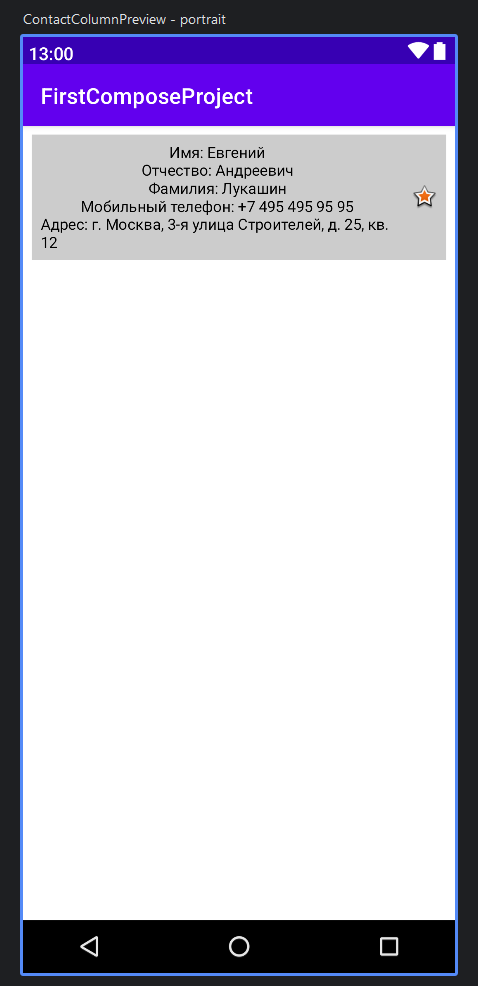 ContactColumnPreview - portrait
13:00
FirstComposeProject
Имя: Евгений
Отчество: Андреевич
Фамилия: Лукашин
Мобильный телефон: +7 495 495 95 95
Адрес: г. Москва, 3-я улица Строителей, д. 25, кв.
12